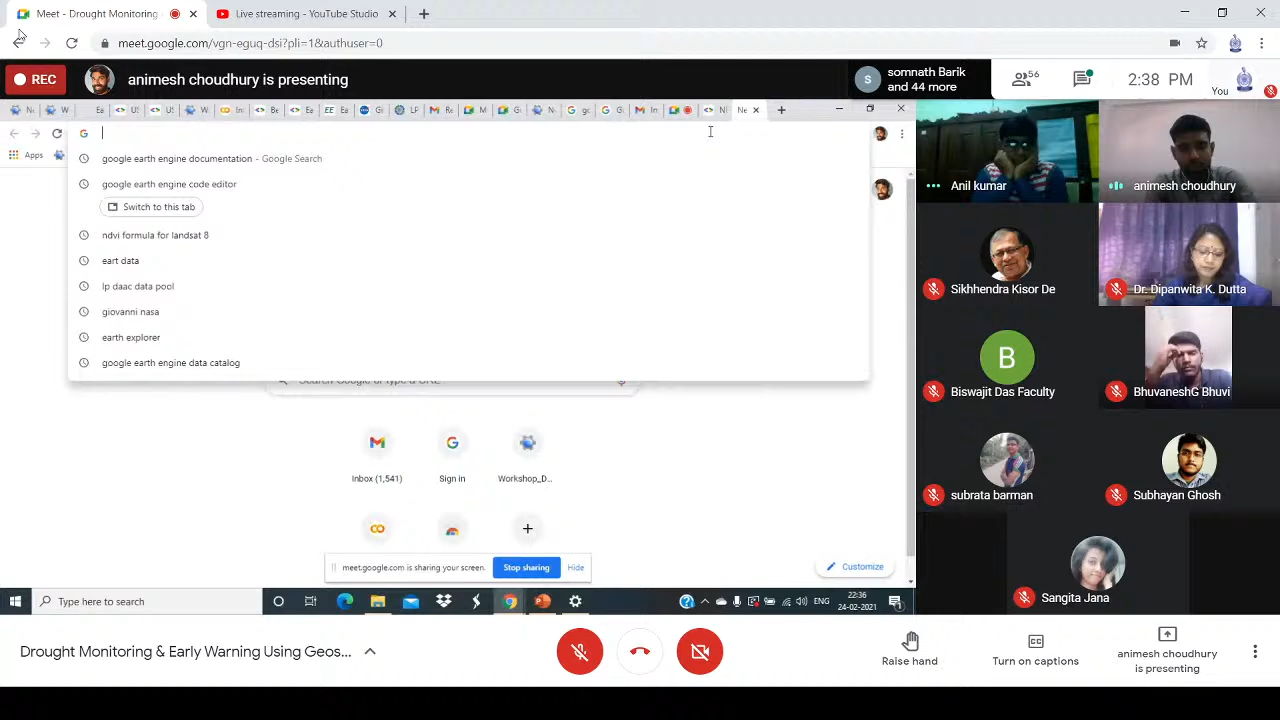 Meet - Drought Monitoring
Live streaming - YouTube Studio
meet.google.com/vgn-eguq-dsi?pli=1&authuser=0
REC
animesh choudhury is presenting
S
somnath Barik
and 44 more
56
2:38 PM
You
google earth engine documentation - Google Search
google earth engine code editor
Switch to this tab
ndvi formula for landsat 8
eart data
lp daac data pool
giovanni nasa
earth explorer
google earth engine data catalog
Apps
Search Google or type a URL
Inbox (1,541)
Sign in
Workshop_D...
meet.google.com is sharing your screen.
Stop sharing
Hide
Customize
Type here to search
ENG
22:36
24-02-2021
Anil kumar
animesh choudhury
Sikhhendra Kisor De
Dr. Dipanwita K. Dutta
B
Biswajit Das Faculty
BhuvaneshG Bhuvi
subrata barman
Subhayan Ghosh
Sangita Jana
Drought Monitoring & Early Warning Using Geos...
Raise hand
Turn on captions
animesh choudhury
is presenting